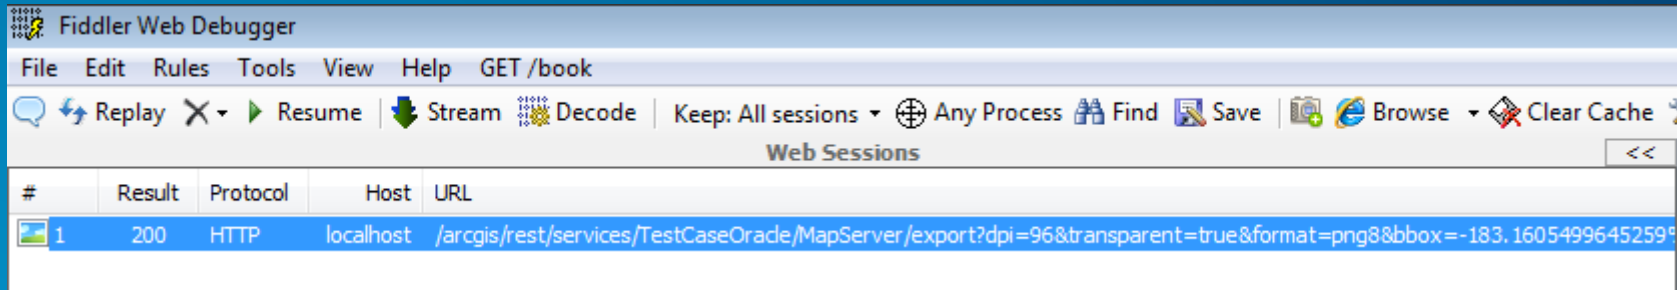 Fiddler Web Debugger
File Edit Rules Tools View Help GET /book
Replay Resume Stream Decode Keep: All sessions Any Process Find Save Browse Clear Cache
Web Sessions <<
# Result Protocol Host URL
1 200 HTTP localhost /arcgis/rest/services/TestCaseOracle/MapServer/export?dpi=96&transparent=true&format=png8&bbox=-183.1605499645259%